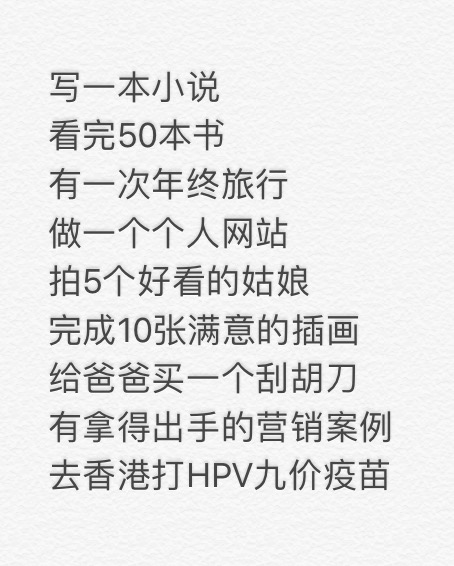 写一本小说
看完50本书
有一次年终旅行
做一个个人网站
拍5个好看的姑娘
完成10张满意的插画
给爸爸买一个刮胡刀
有拿得出手的营销案例
去香港打HPV九价疫苗